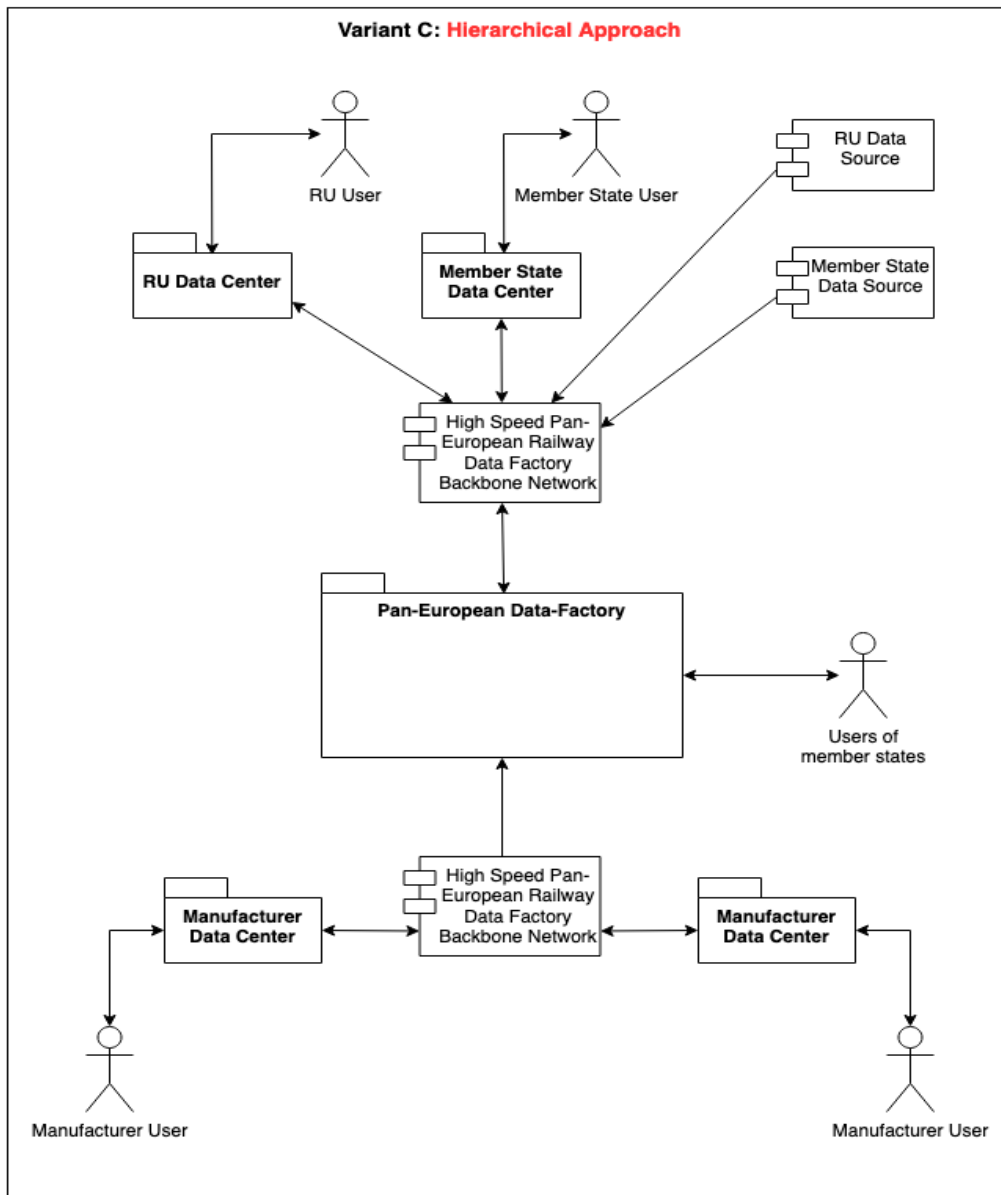 Variant C: Hierarchical Approach
RU User
Member State User
RU Data
Source
RU Data Center
Member State
Data Center
Member State
Data Source
High Speed Pan-
European Railway
Data Factory
Backbone Network
Pan-European Data-Factory
Users of
member states
High Speed Pan-
European Railway
Data Factory
Backbone Network
Manufacturer
Data Center
Manufacturer
Data Center
Manufacturer User
Manufacturer User